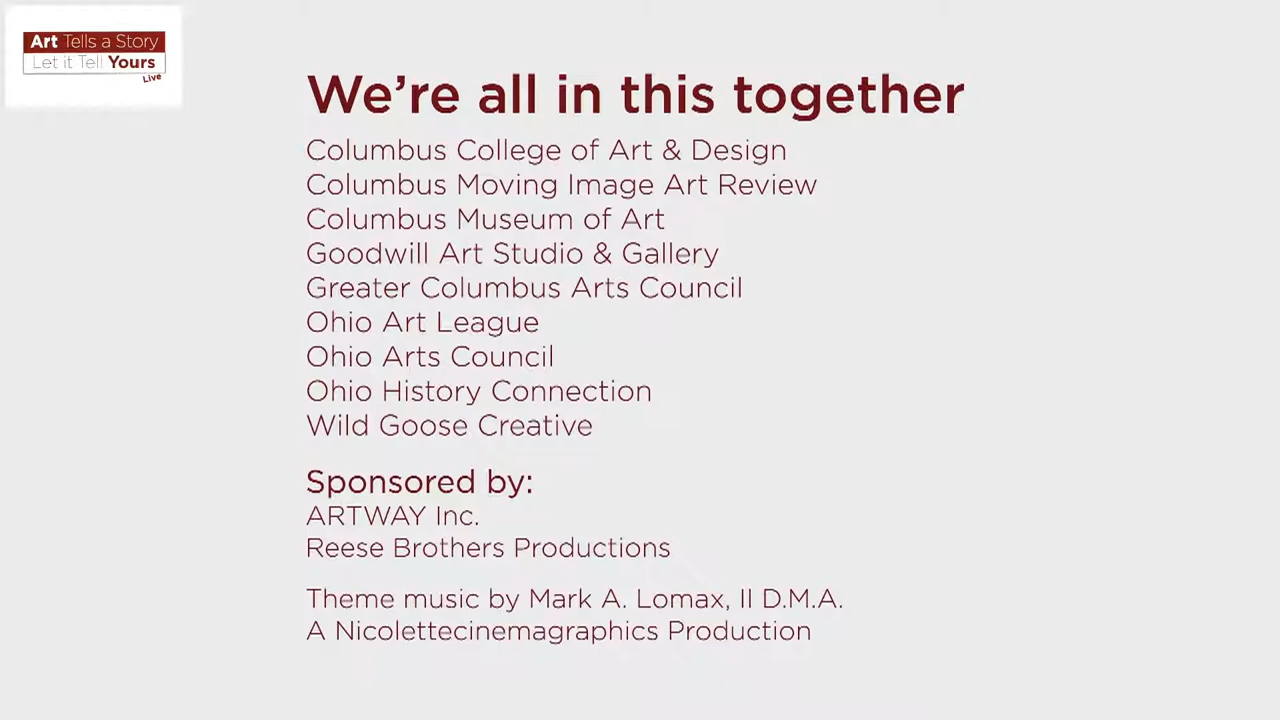 Art Tells a Story
Let it Tell Yours
Live
We’re all in this together
Columbus College of Art & Design
Columbus Moving Image Art Review
Columbus Museum of Art
Goodwill Art Studio & Gallery
Greater Columbus Arts Council
Ohio Art League
Ohio Arts Council
Ohio History Connection
Wild Goose Creative
Sponsored by:
ARTWAY Inc.
Reese Brothers Productions
Theme music by Mark A. Lomax, II D.M.A.
A Nicolettecinemagraphics Production